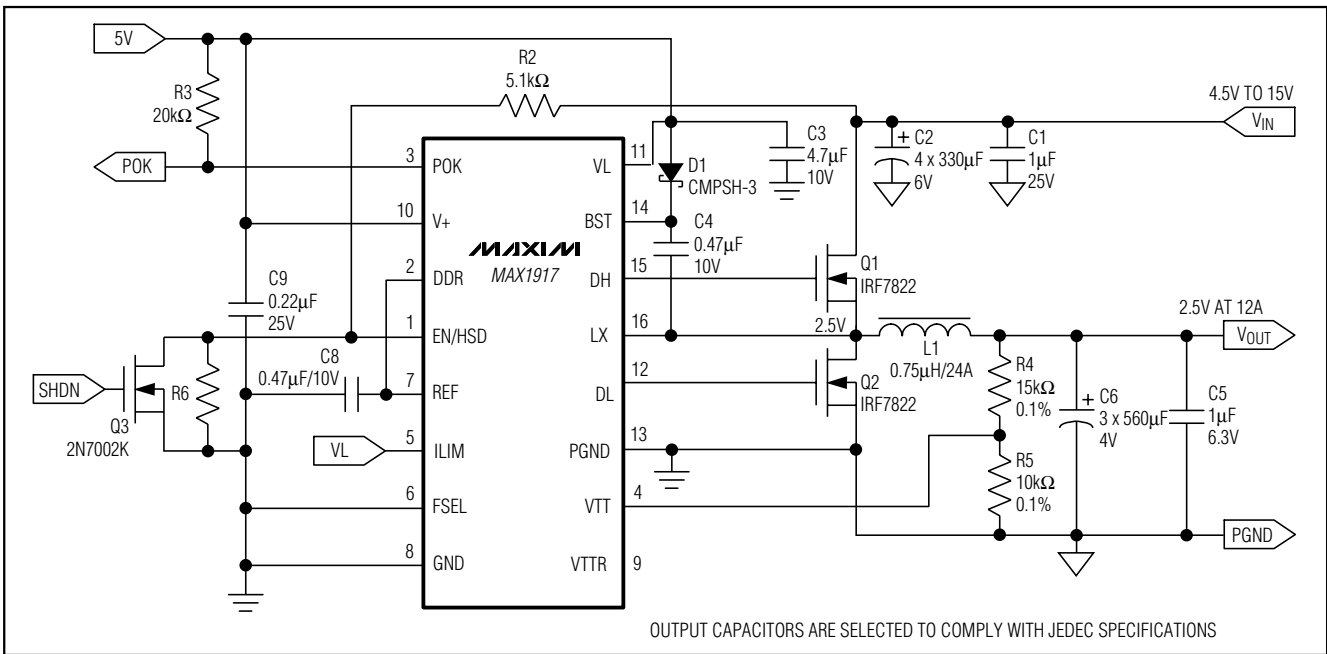 5V
R3
20kΩ
POK
R2
5.1kΩ
4.5V TO 15V
VIN
C3
4.7µF
10V
C2
4 x 330µF
6V
C1
1µF
25V
D1
CMPSH-3
C4
0.47µF
10V
MAXIM
MAX1917
3
POK
10
V+
2
DDR
1
EN/HSD
7
REF
5
ILIM
6
FSEL
8
GND
VL
11
BST
14
DH
15
LX
16
DL
12
PGND
13
VTT
4
VTTR
9
C9
0.22µF
25V
C8
0.47µF/10V
SHDN
Q3
2N7002K
R6
VL
Q1
IRF7822
2.5V
L1
0.75µH/24A
Q2
IRF7822
2.5V AT 12A
VOUT
R4
15kΩ
0.1%
R5
10kΩ
0.1%
+
C6
3 x 560µF
4V
C5
1µF
6.3V
+
PGND
OUTPUT CAPACITORS ARE SELECTED TO COMPLY WITH JEDEC SPECIFICATIONS